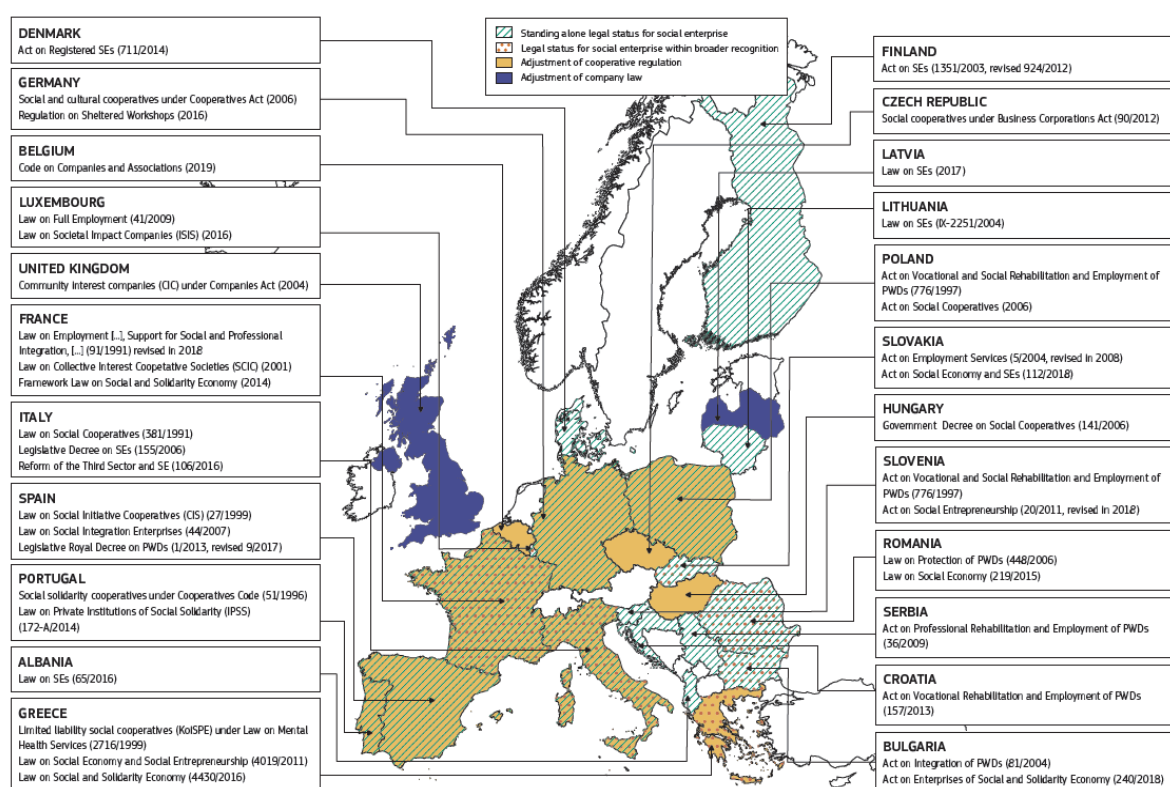 DENMARK
Act on Registered SEs (711/2014)
GERMANY
Social and cultural cooperatives under Cooperatives Act (2006)
Regulation on Sheltered Workshops (2016)
BELGIUM
Code on Companies and Associations (2019)
LUXEMBOURG
Law on Full Employment (41/2009)
Law on Societal Impact Companies (ISIS) (2016)
UNITED KINGDOM
Community Interest companies (CIC) under Companies Act (2004)
FRANCE
Law on Employment [...], Support for Social and Professional
Integration, [...] (91/1991) revised in 2018
Law on Collective Interest Coopetative Societies (SCIC) (2001)
Framework Law on Social and Solidarity Economy (2014)
ITALY
Law on Social Cooperatives (381/1991)
Legislative Decree on SEs (155/2006)
Reform of the Third Sector and SE (106/2016)
SPAIN
Law on Social Initiative Cooperatives (CIS) (27/1999)
Law on Social Integration Enterprises (44/2007)
Legislative Royal Decree on PWDs (1/2013, revised 9/2017)
PORTUGAL
Social solidarity cooperatives under Cooperatives Code (51/1996)
Law on Private Institutions of Social Solidarity (IPSS)
(172-A/2014)
ALBANIA
Law on SEs (65/2016)
GREECE
Limited liability social cooperatives (KoiSPE) under Law on Mental
Health Services (2716/1999)
Law on Social Economy and Social Entrepreneurship (4019/2011)
Law on Social and Solidarity Economy (4430/2016)
Standing alone legal status for social enterprise
Legal status for social enterprise within broader recognition
Adjustment of cooperative regulation
Adjustment of company law
FINLAND
Act on SEs (1351/2003, revised 924/2012)
CZECH REPUBLIC
Social cooperatives under Business Corporations Act (90/2012)
LATVIA
Law on SEs (2017)
LITHUANIA
Law on SEs (IX-2251/2004)
POLAND
Act on Vocational and Social Rehabilitation and Employment of
PWDs (776/1997)
Act on Social Cooperatives (2006)
SLOVAKIA
Act on Employment Services (5/2004, revised in 2008)
Act on Social Economy and SEs (112/2018)
HUNGARY
Government Decree on Social Cooperatives (141/2006)
SLOVENIA
Act on Vocational and Social Rehabilitation and Employment of
PWDs (776/1997)
Act on Social Entrepreneurship (20/2011, revised in 2018)
ROMANIA
Law on Protection of PWDs (448/2006)
Law on Social Economy (219/2015)
SERBIA
Act on Professional Rehabilitation and Employment of PWDs
(36/2009)
CROATIA
Act on Vocational Rehabilitation and Employment of PWDs
(157/2013)
BULGARIA
Act on Integration of PWDs (81/2004)
Act on Enterprises of Social and Solidarity Economy (240/2018)